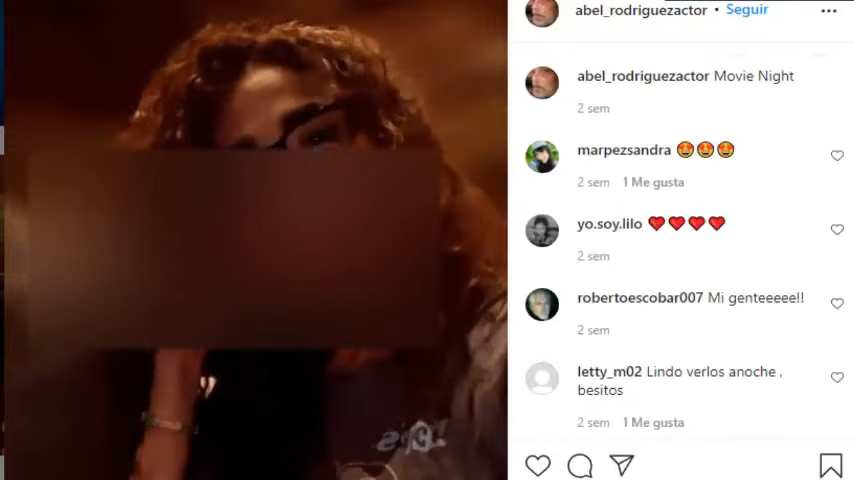 abel_rodriguezactor • Seguir
abel_rodriguezactor Movie Night
2 sem
marpezsandra 😍😍😍
2 sem 1 Me gusta
yo.soy.lilo ❤️❤️❤️❤️
2 sem
robertoescobar007 Mi genteeeee!!
2 sem
letty_m02 Lindo verlos anoche ,
besitos
2 sem 1 Me gusta